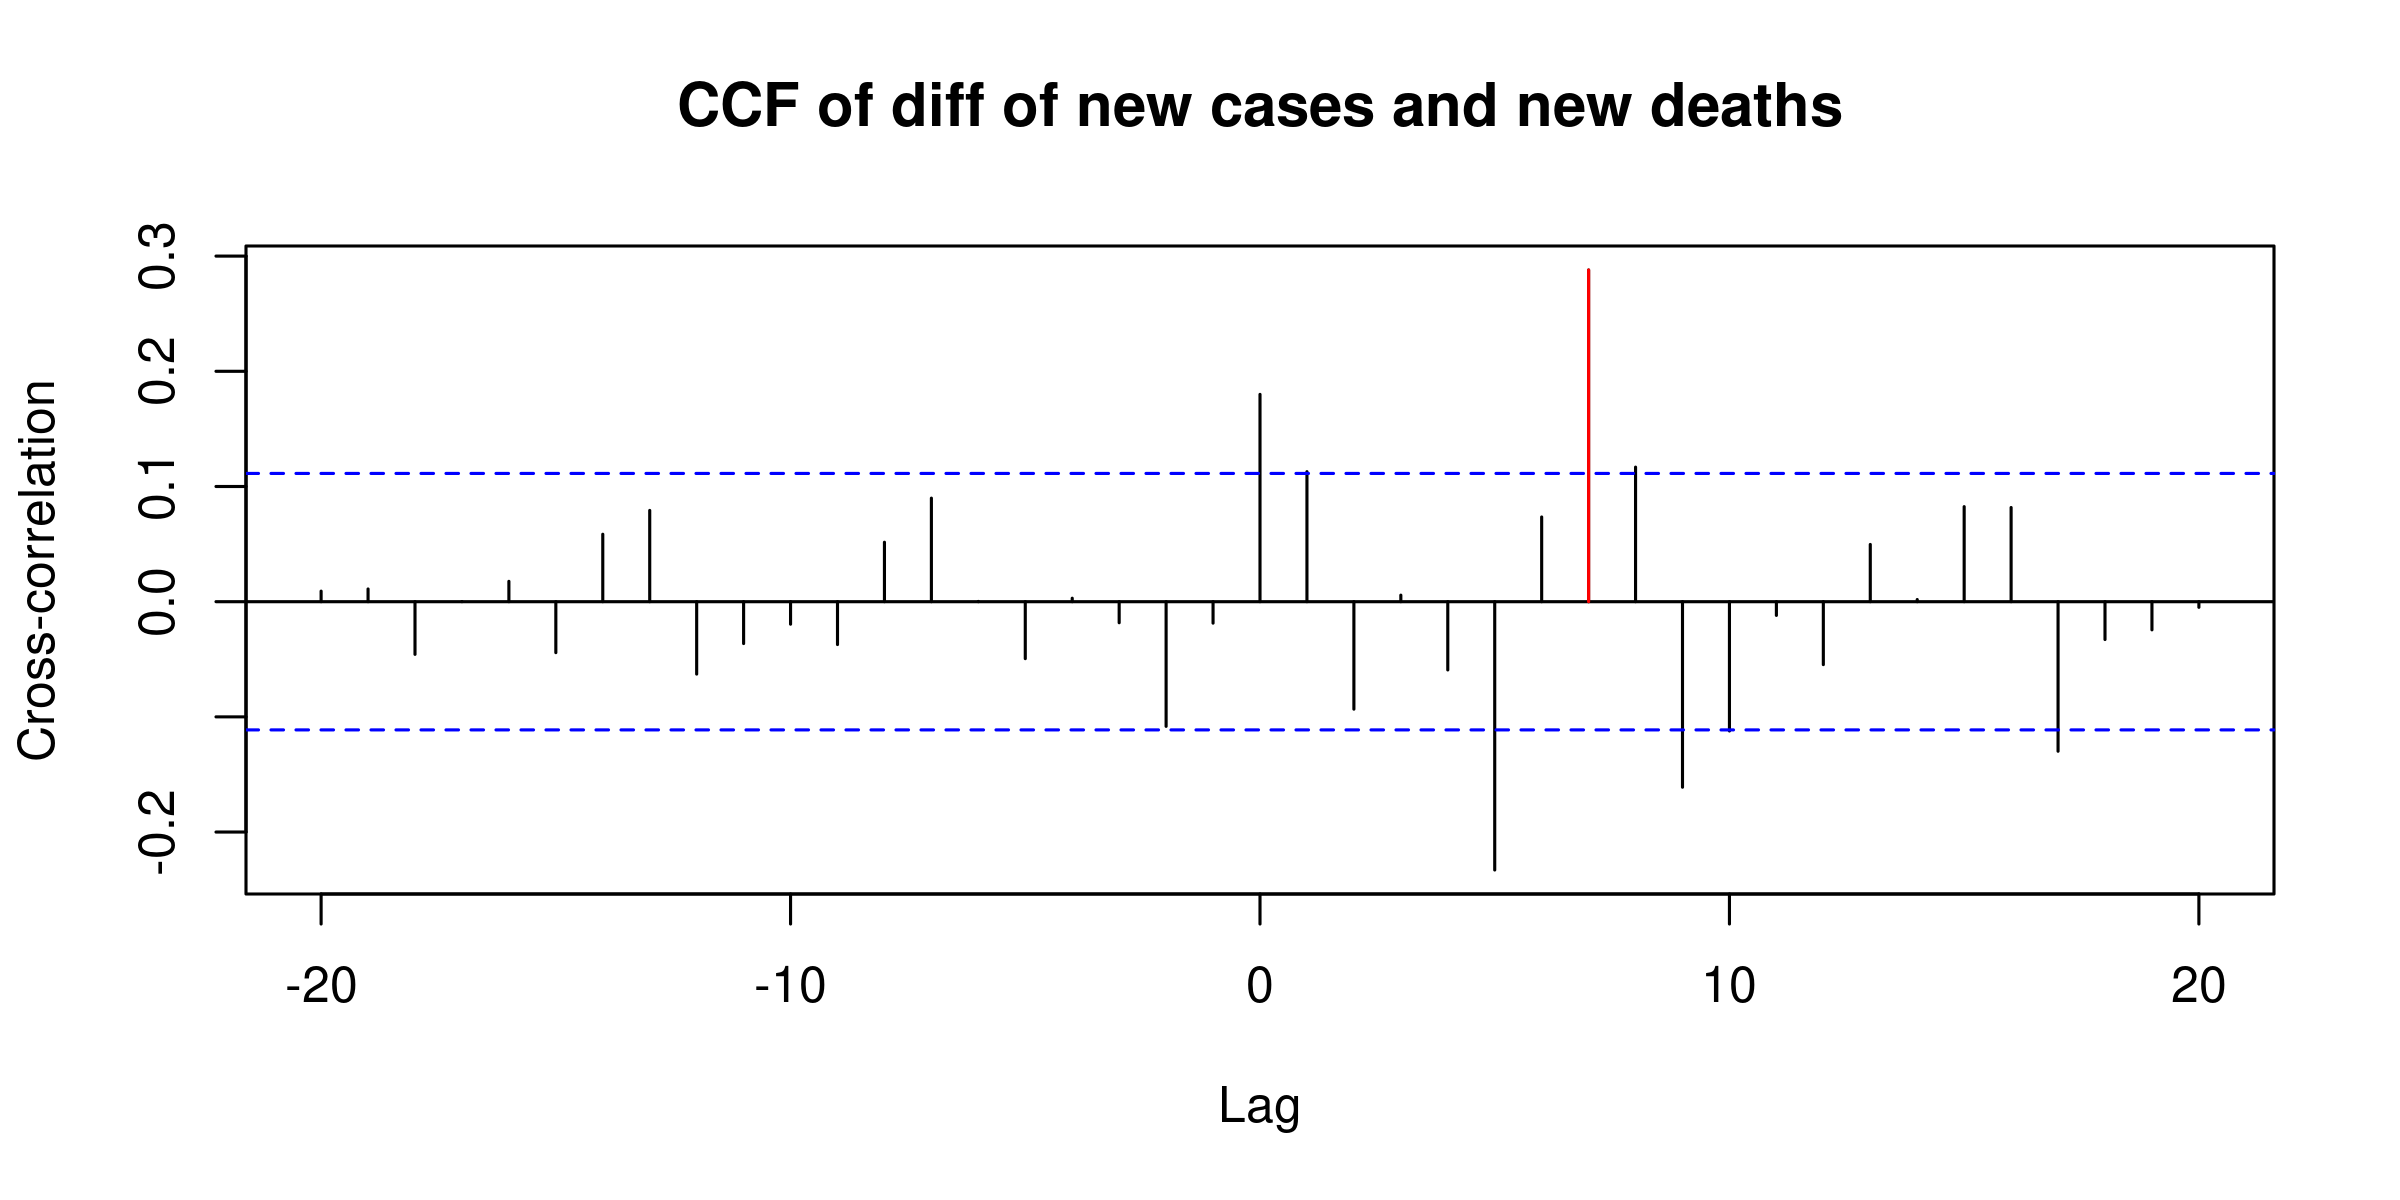 CCF of diff of new cases and new deaths
Cross-correlation
0.3
0.2
0.1
0.0
-0.2
-20 -10 0 10 20
Lag